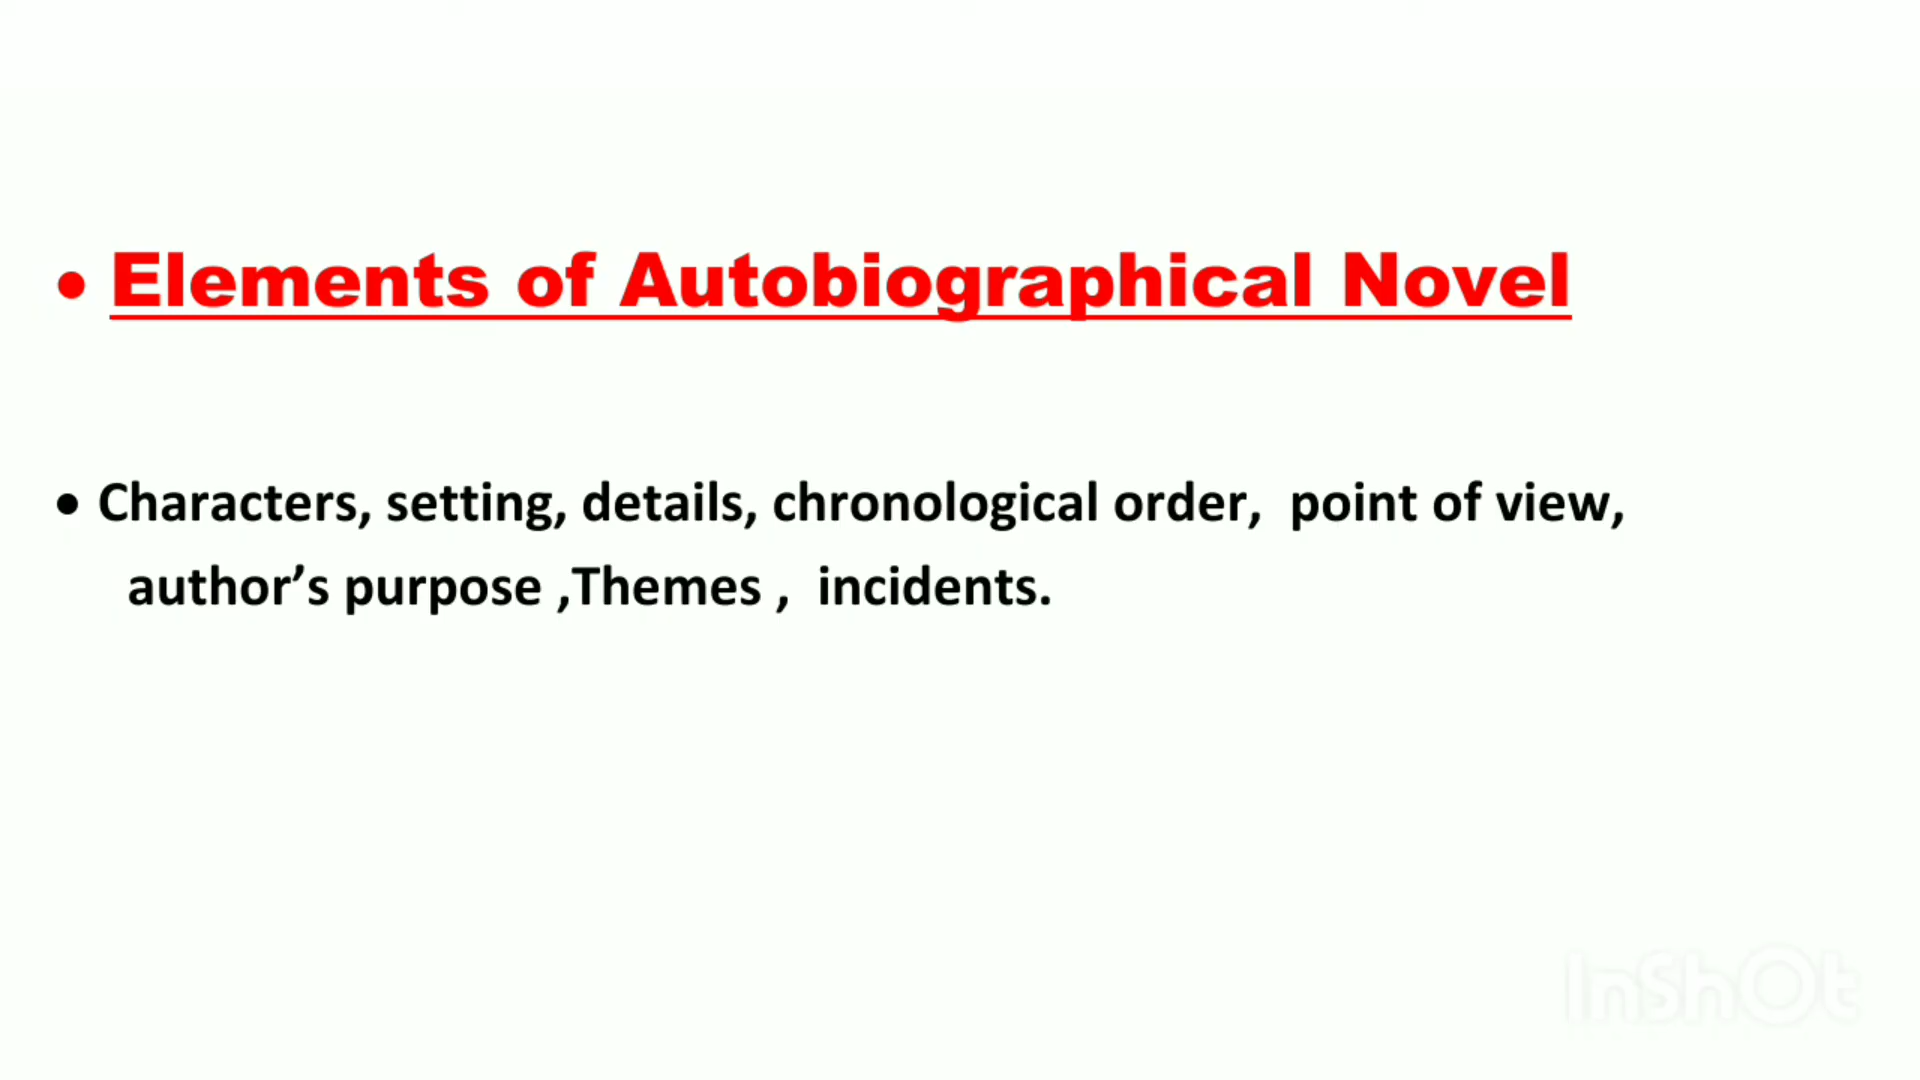 • Elements of Autobiographical Novel
• Characters, setting, details, chronological order,  point of view,
author’s purpose ,Themes ,  incidents.
InShOt